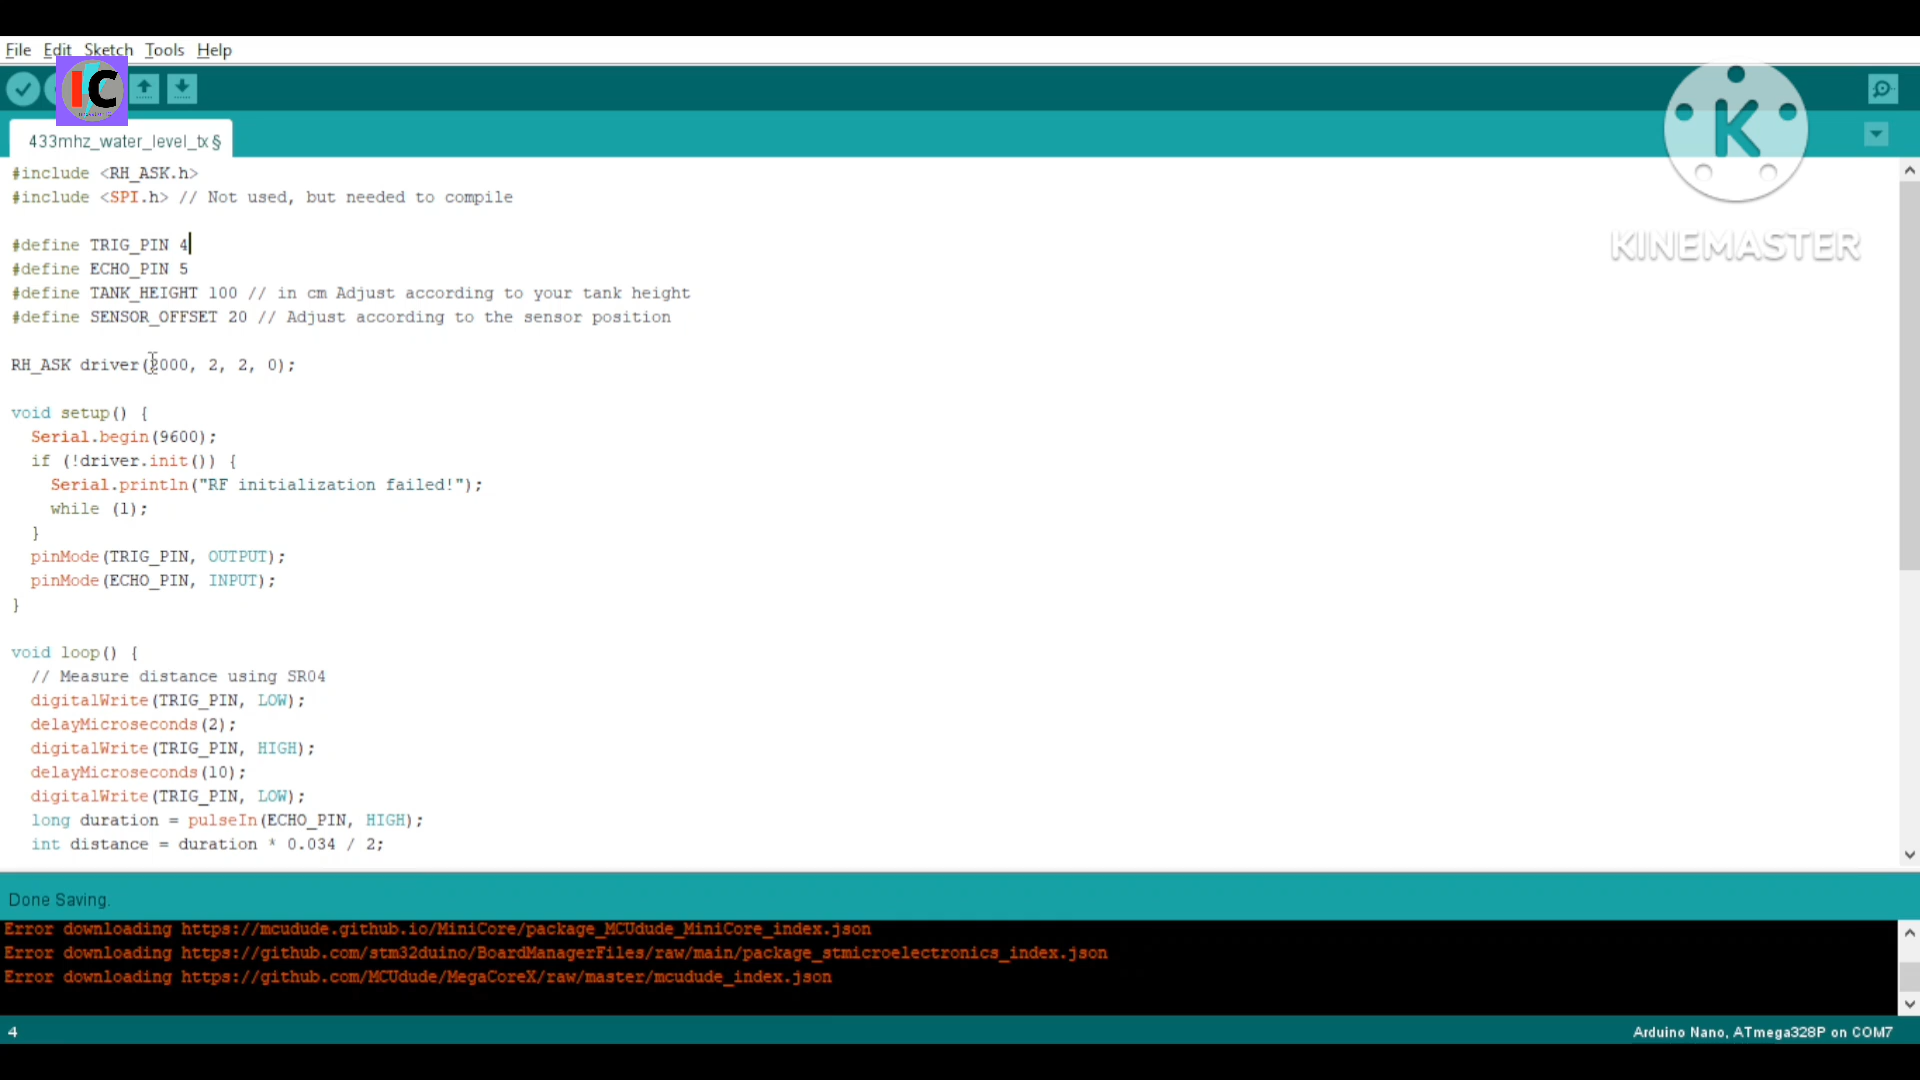 File Edit Sketch Tools Help
IC
K
KINEMASTER
433mhz_water_level_tx §
#include <RH_ASK.h>
#include <SPI.h> // Not used, but needed to compile
#define TRIG_PIN 4
#define ECHO_PIN 5
#define TANK_HEIGHT 100 // in cm Adjust according to your tank height
#define SENSOR_OFFSET 20 // Adjust according to the sensor position
RH_ASK driver(2000, 2, 2, 0);
void setup() {
Serial.begin(9600);
if (!driver.init()) {
Serial.println("RF initialization failed!");
while (1);
}
pinMode(TRIG_PIN, OUTPUT);
pinMode(ECHO_PIN, INPUT);
}
void loop() {
// Measure distance using SR04
digitalWrite(TRIG_PIN, LOW);
delayMicroseconds(2);
digitalWrite(TRIG_PIN, HIGH);
delayMicroseconds(10);
digitalWrite(TRIG_PIN, LOW);
long duration = pulseIn(ECHO_PIN, HIGH);
int distance = duration * 0.034 / 2;
Done Saving.
Error downloading https://mcudude.github.io/MiniCore/package_MCUdude_MiniCore_index.json
Error downloading https://github.com/stm32duino/BoardManagerFiles/raw/main/package_stmicroelectronics_index.json
Error downloading https://github.com/MCUdude/MegaCoreX/raw/master/mcudude_index.json
4
Arduino Nano, ATmega328P on COM7